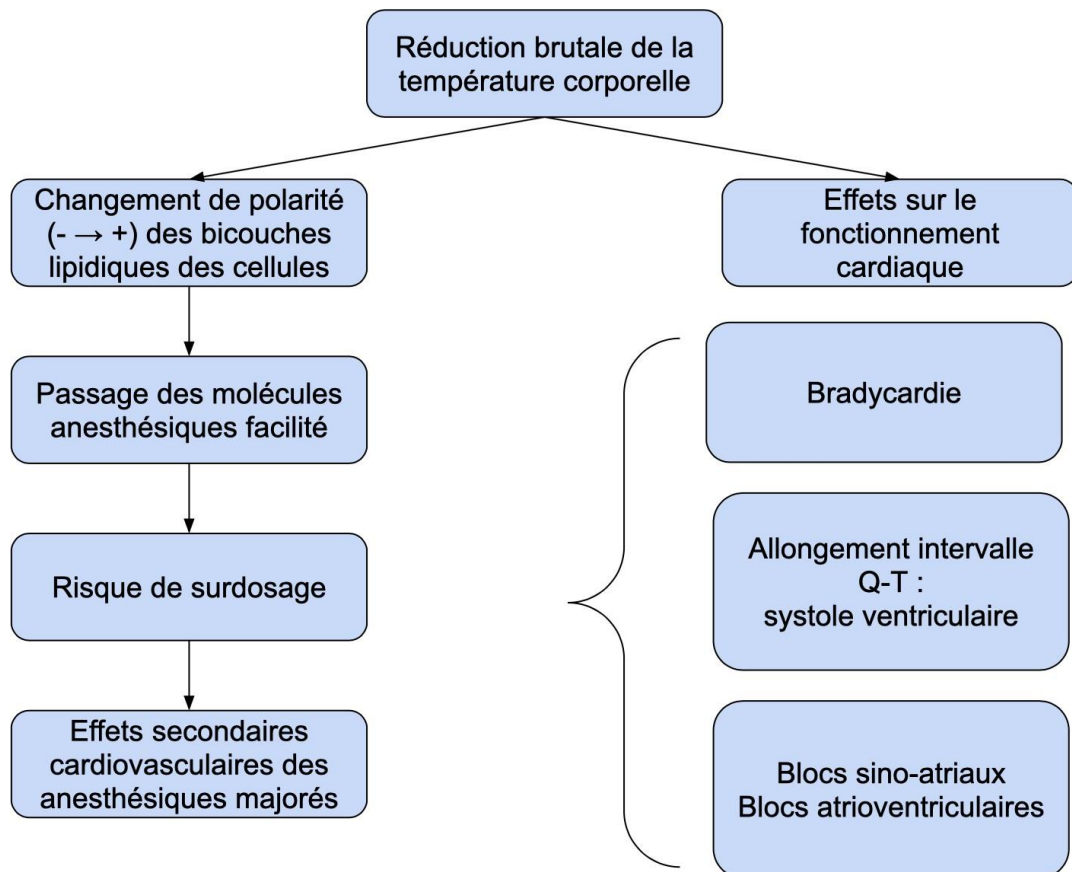 Réduction brutale de la
température corporelle
Changement de polarité
(- → +) des bicouches
lipidiques des cellules
Passage des molécules
anesthésiques facilité
Risque de surdosage
Effets secondaires
cardiovasculaires des
anesthésiques majorés
Effets sur le
fonctionnement
cardiaque
Bradycardie
Allongement intervalle
Q-T :
systole ventriculaire
Blocs sino-atriaux
Blocs atrioventriculaires